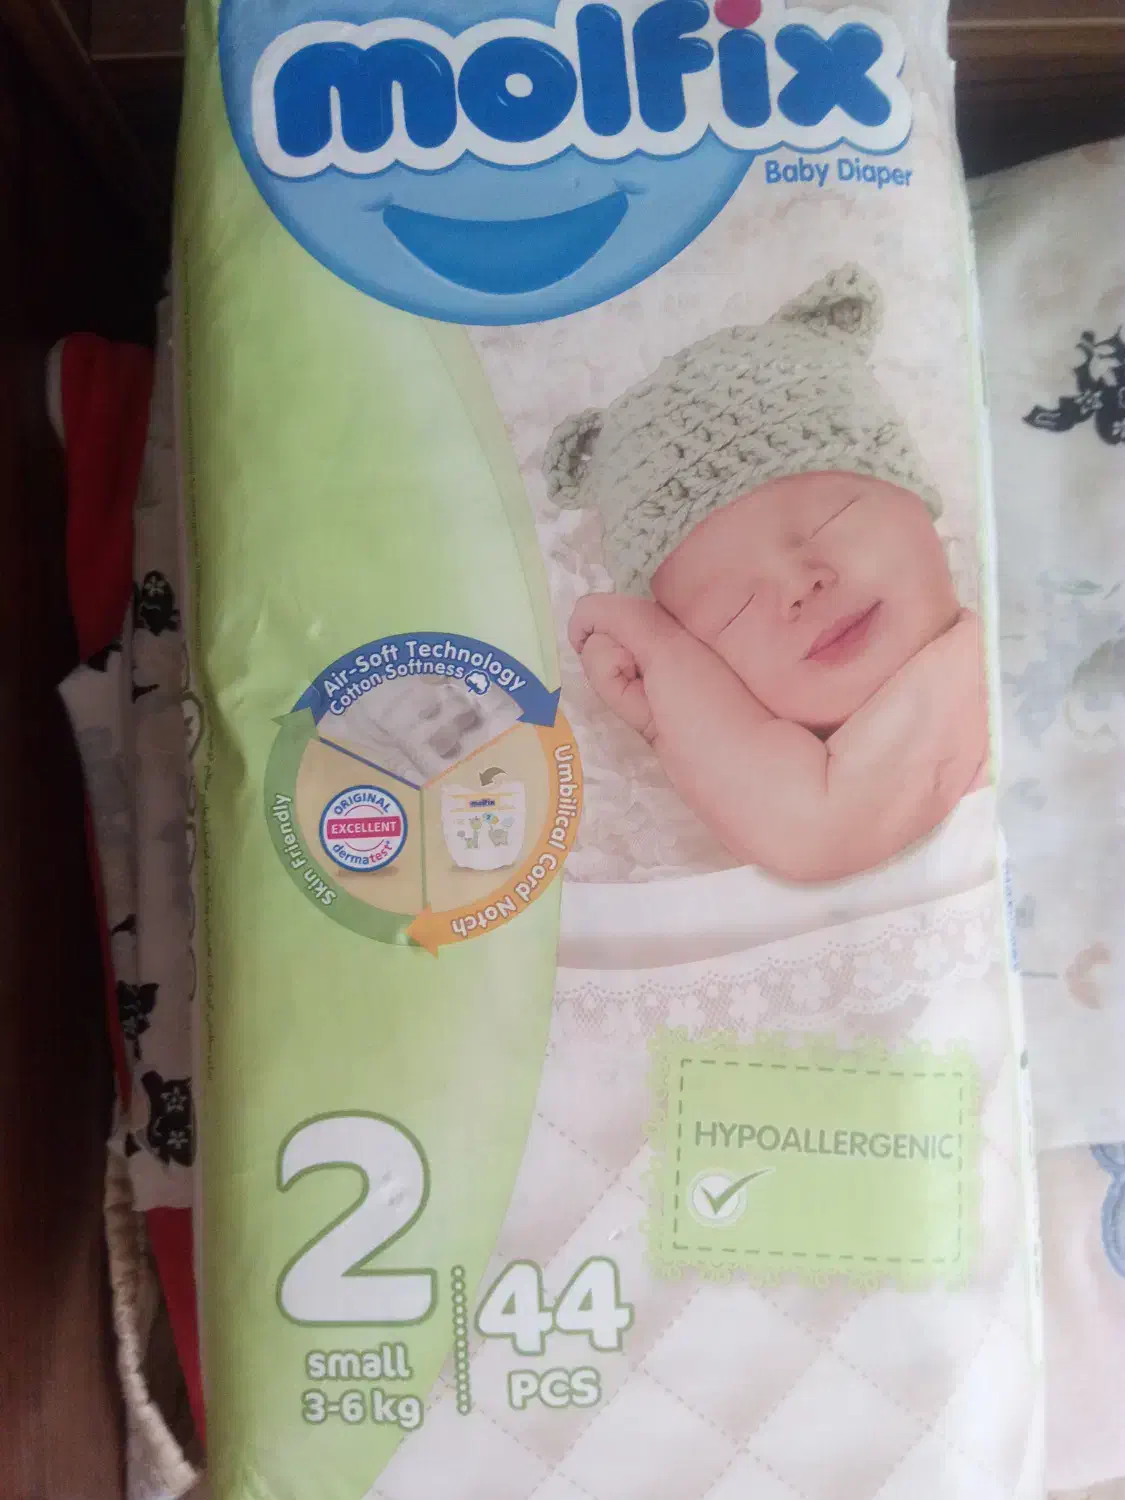 molfix
Baby Diaper
Air-Soft Technology
Cotton Softness
Umbilical Cord Notch
Skin Friendly
ORIGINAL
EXCELLENT
dermatest
molfix
HYPOALLERGENIC
2
small
3-6 kg
44
PCS